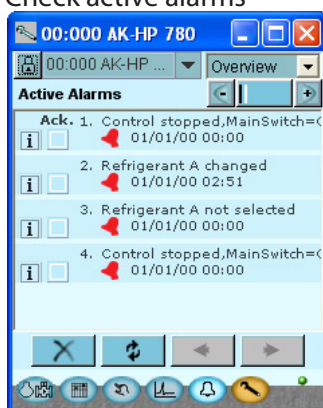 Check active alarms
00:000 AK-HP 780
00:000 AK-HP ... Overview
Active Alarms
Ack. 1. Control stopped,MainSwitch=
01/01/00 00:00
2. Refrigerant A changed
01/01/00 02:51
3. Refrigerant A not selected
01/01/00 00:00
4. Control stopped,MainSwitch=
01/01/00 00:00